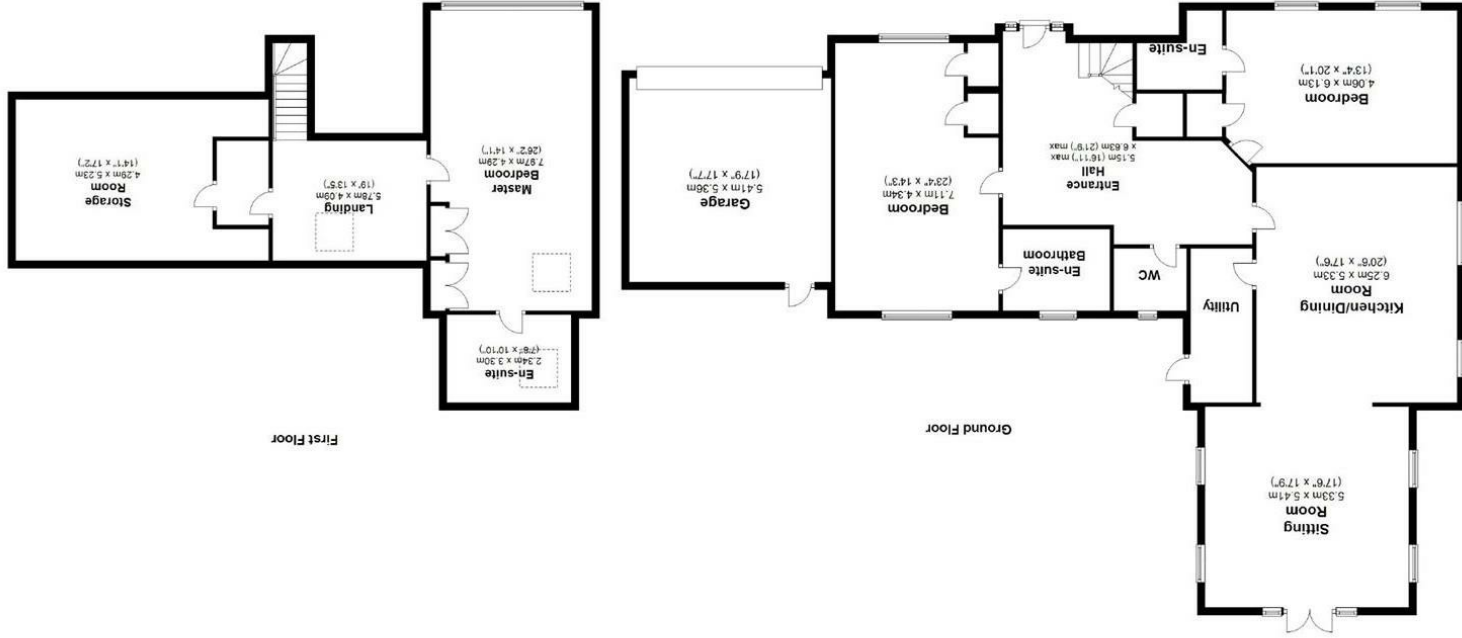 Sitting
Room
5.33m x 5.41m
(17'6" x 17'9")
Ground Floor
Kitchen/Dining
Room
6.25m x 5.33m
(20'6" x 17'6")
Utility
WC
En-suite
Bathroom
Entrance
Hall
5.15m (16'11") max
x 6.63m (21'9") max
Bedroom
7.11m x 4.34m
(23'4" x 14'3")
Garage
5.41m x 5.36m
(17'9" x 17'7")
Bedroom
4.06m x 6.13m
(13'4" x 20'1")
En-suite
First Floor
En-suite
2.34m x 3.30m
(7'8" x 10'10")
Master
Bedroom
7.97m x 4.29m
(26'2" x 14'1")
Landing
5.78m x 4.09m
(19' x 13'5")
Storage
Room
4.29m x 5.23m
(14'1" x 17'2")